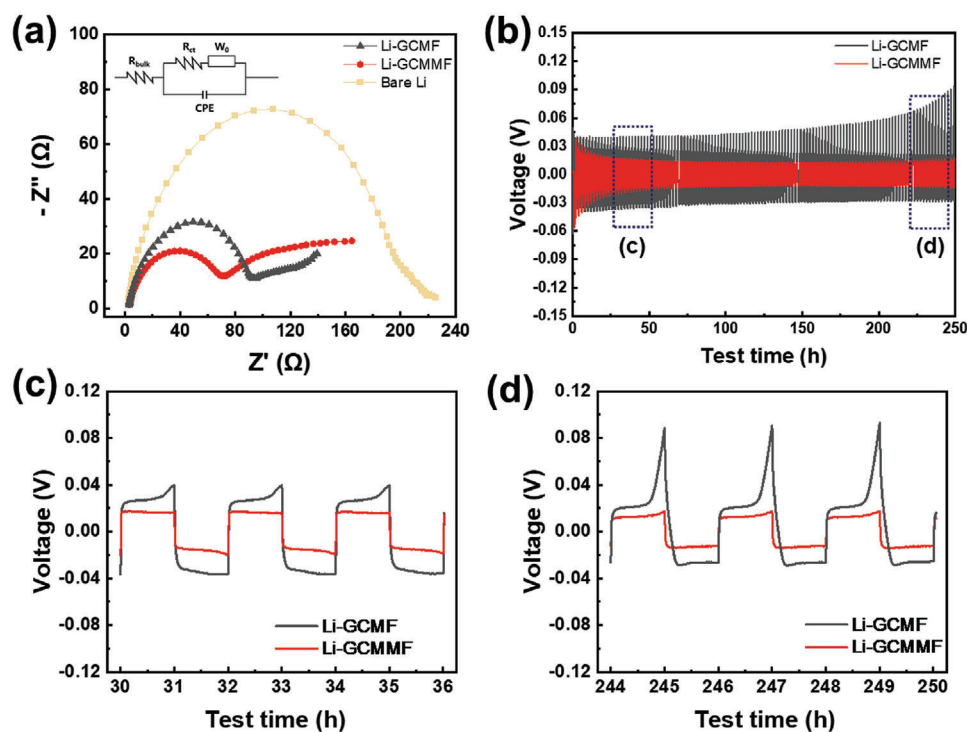 (a)
100
80
60
40
20
0
- Z'' (Ω)
R_bulk
R_ct
W_0
CPE
Li-GCMF
Li-GCMMF
Bare Li
0 40 80 120 160 200 240
Z' (Ω)
(b)
0.15
0.12
0.09
0.06
0.03
0.00
-0.03
-0.06
-0.09
-0.12
-0.15
Voltage (V)
Li-GCMF
Li-GCMMF
(c)
(d)
0 50 100 150 200 250
Test time (h)
(c)
0.12
0.08
0.04
0.00
-0.04
-0.08
-0.12
Voltage (V)
Li-GCMF
Li-GCMMF
30 31 32 33 34 35 36
Test time (h)
(d)
0.12
0.08
0.04
0.00
-0.04
-0.08
-0.12
Voltage (V)
Li-GCMF
Li-GCMMF
244 245 246 247 248 249 250
Test time (h)